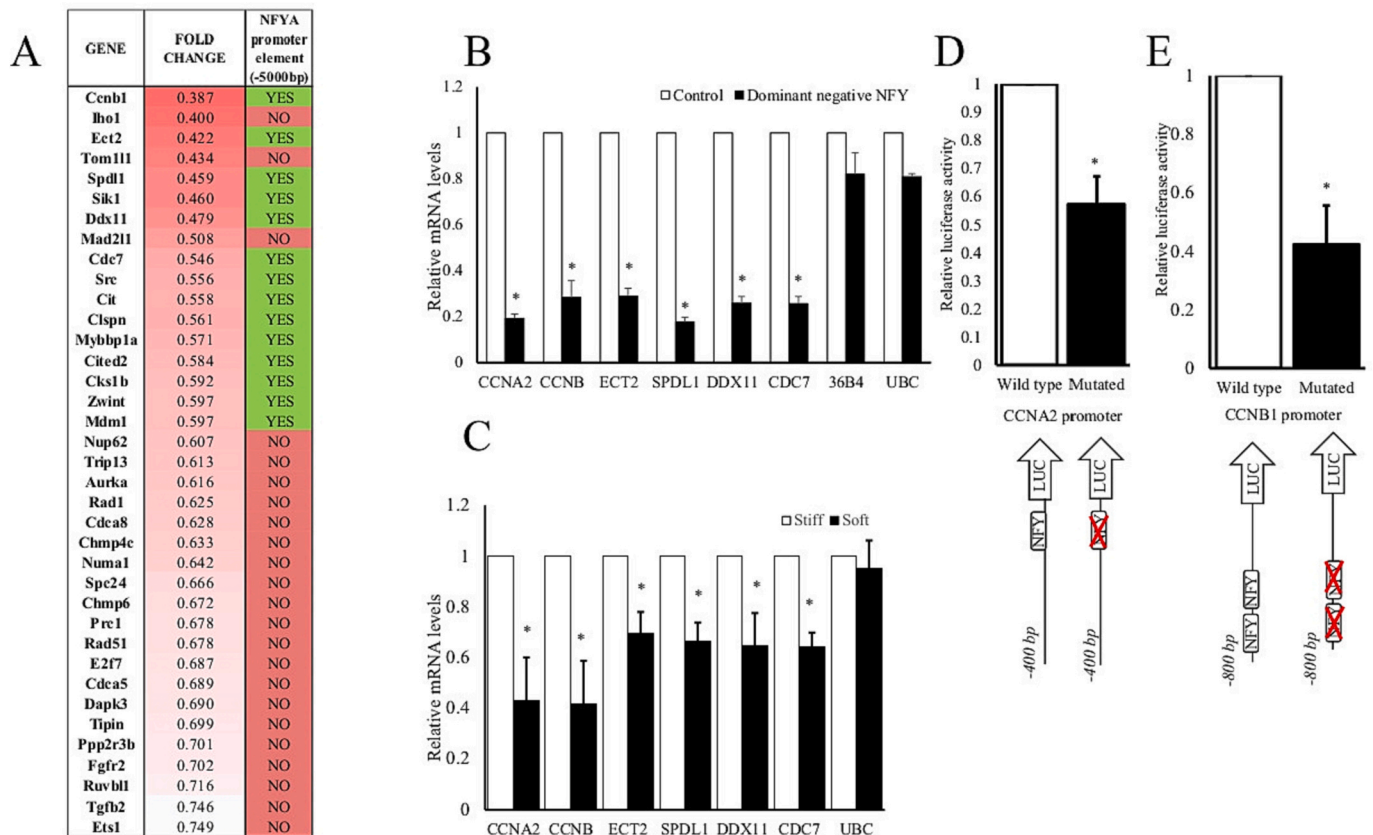 A
GENE FOLD CHANGE NFYA promoter element (-5000bp)
Ccnb1 0.387 YES
Iho1 0.400 NO
Ect2 0.422 YES
Tom1l1 0.434 NO
Spdl1 0.459 YES
Sik1 0.460 YES
Ddx11 0.479 YES
Mad2l1 0.508 NO
Cdc7 0.546 YES
Src 0.556 YES
Cit 0.558 YES
Clspn 0.561 YES
Mybbp1a 0.571 YES
Cited2 0.584 YES
Cks1b 0.592 YES
Zwint 0.597 YES
Mdm1 0.597 YES
Nup62 0.607 NO
Trip13 0.613 NO
Aurka 0.616 NO
Rad1 0.625 NO
Cdca8 0.628 NO
Chmp4c 0.633 NO
Numa1 0.642 NO
Spc24 0.666 NO
Chmp6 0.672 NO
Prc1 0.678 NO
Rad51 0.678 NO
E2f7 0.687 NO
Cdca5 0.689 NO
Dapk3 0.690 NO
Tipin 0.699 NO
Ppp2r3b 0.701 NO
Fgfr2 0.702 NO
Ruvbl1 0.716 NO
Tgfb2 0.746 NO
Ets1 0.749 NO
B
Relative mRNA levels
1.2
1
0.8
0.6
0.4
0.2
0
Control Dominant negative NFY
* * * * * *
CCNA2 CCNB ECT2 SPDL1 DDX11 CDC7 36B4 UBC
C
Relative mRNA levels
1.2
1
0.8
0.6
0.4
0.2
0
Stiff Soft
* * * * * *
CCNA2 CCNB ECT2 SPDL1 DDX11 CDC7 UBC
D
Relative luciferase activity
1
0.9
0.8
0.7
0.6
0.5
0.4
0.3
0.2
0.1
0
*
Wild type Mutated
CCNA2 promoter
LUC LUC
NFY NFY
-400 bp -400 bp
E
Relative luciferase activity
1
0.8
0.6
0.4
0.2
0
*
Wild type Mutated
CCNB1 promoter
LUC LUC
NFY NFY
NFY NFY
-800 bp -800 bp